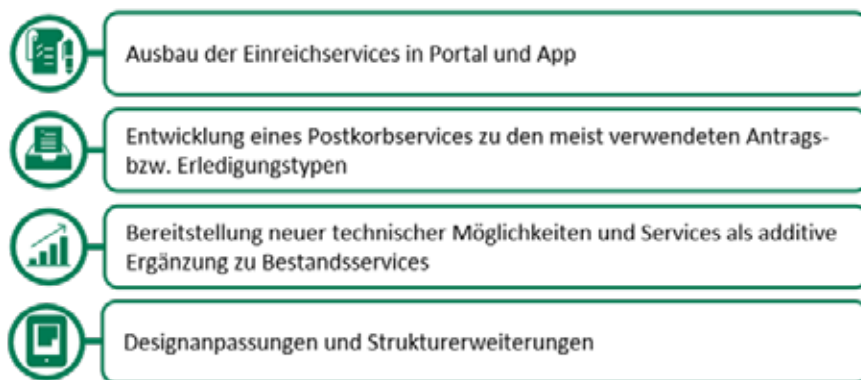 Ausbau der Einreichservices in Portal und App
Entwicklung eines Postkorbservices zu den meist verwendeten Antrags-
bzw. Erledigungstypen
Bereitstellung neuer technischer Möglichkeiten und Services als additive
Ergänzung zu Bestandsservices
Designanpassungen und Strukturerweiterungen